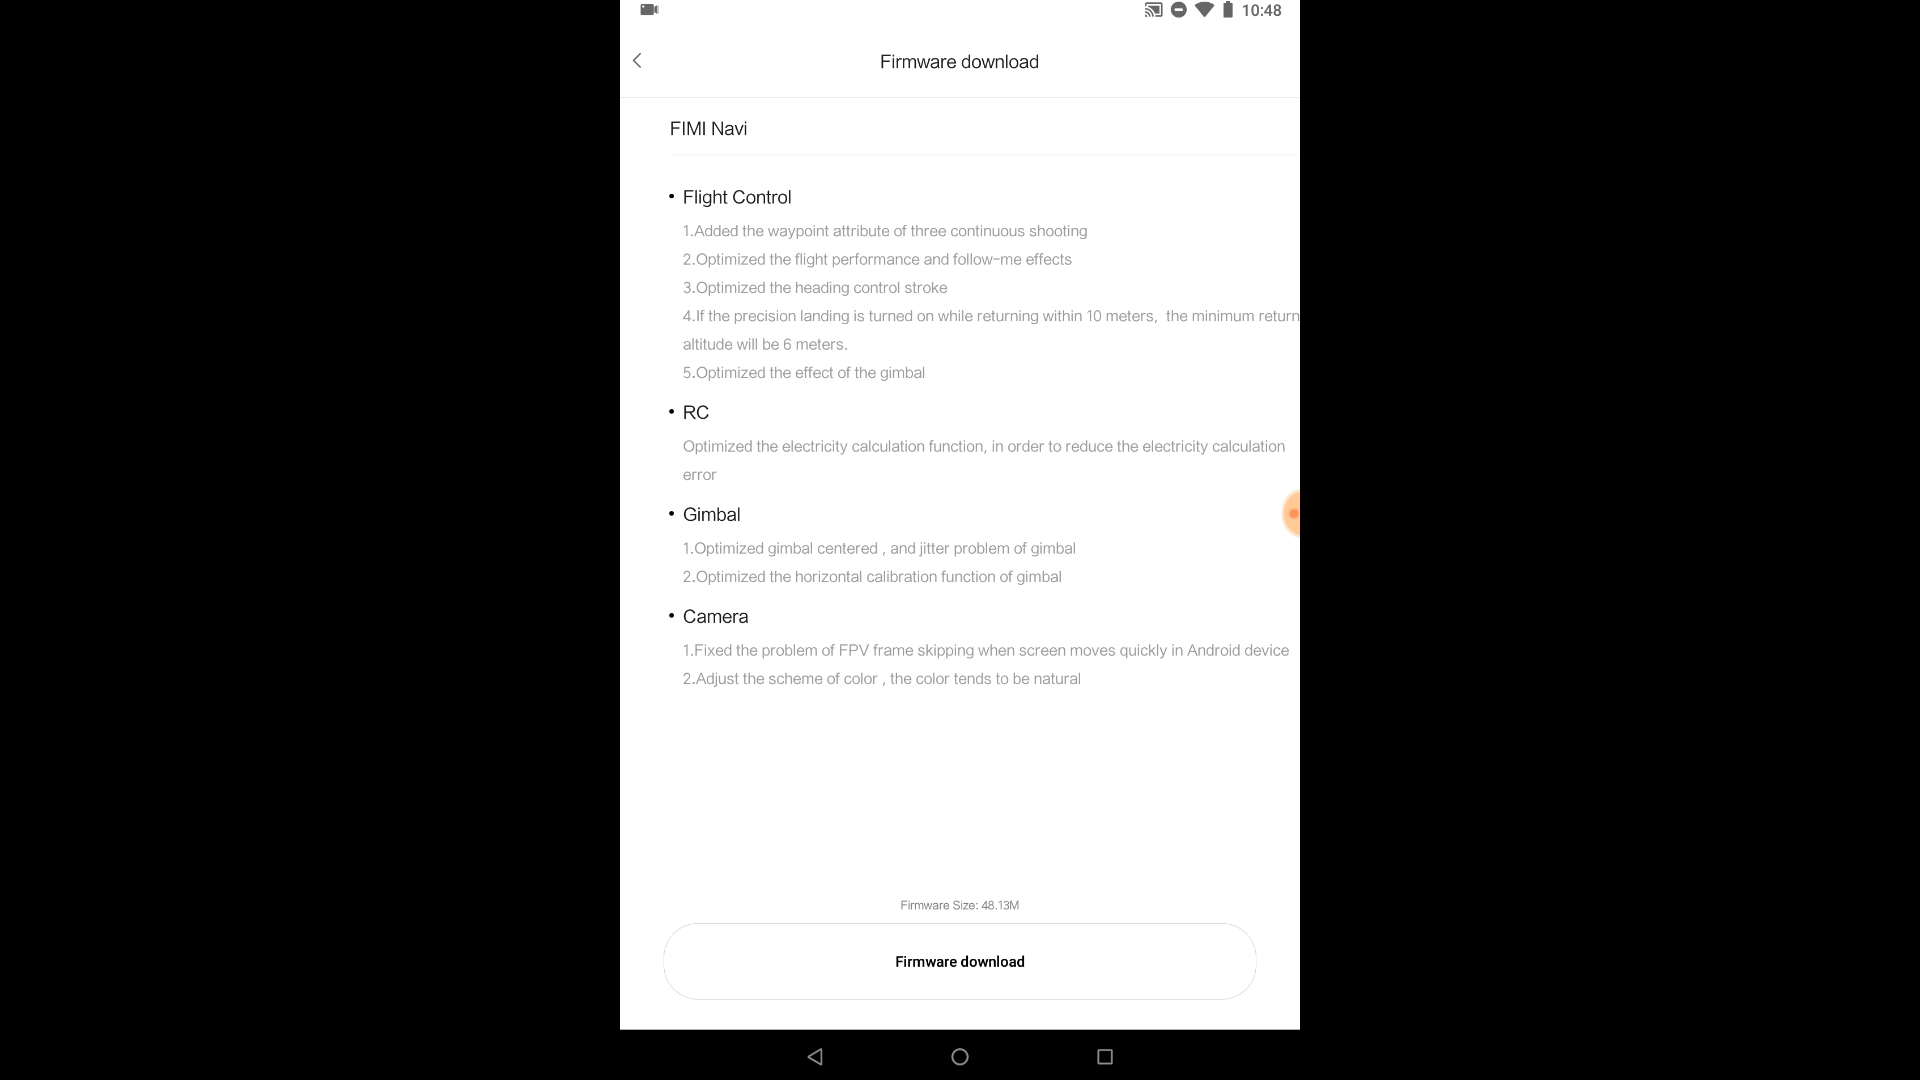 10:48
Firmware download
FIMI Navi
• Flight Control
1.Added the waypoint attribute of three continuous shooting
2.Optimized the flight performance and follow-me effects
3.Optimized the heading control stroke
4.If the precision landing is turned on while returning within 10 meters,  the minimum return
altitude will be 6 meters.
5.Optimized the effect of the gimbal
• RC
Optimized the electricity calculation function, in order to reduce the electricity calculation
error
• Gimbal
1.Optimized gimbal centered , and jitter problem of gimbal
2.Optimized the horizontal calibration function of gimbal
• Camera
1.Fixed the problem of FPV frame skipping when screen moves quickly in Android device
2.Adjust the scheme of color , the color tends to be natural
Firmware Size: 48.13M
Firmware download